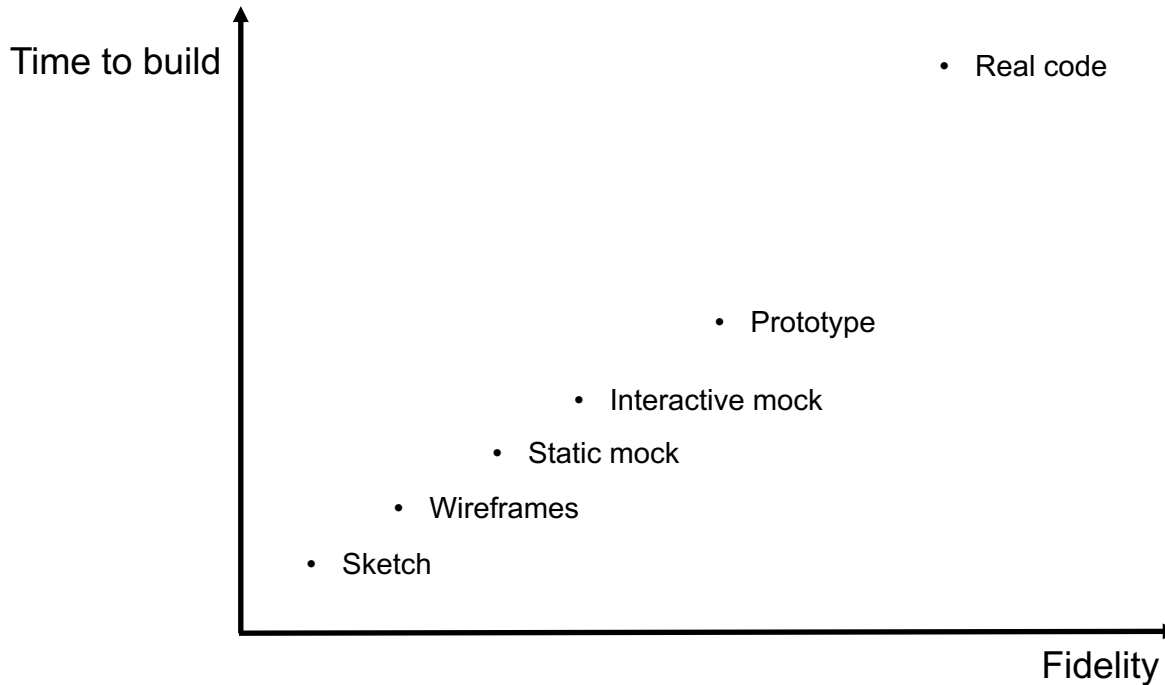 Time to build
• Real code
• Prototype
• Interactive mock
• Static mock
• Wireframes
• Sketch
Fidelity